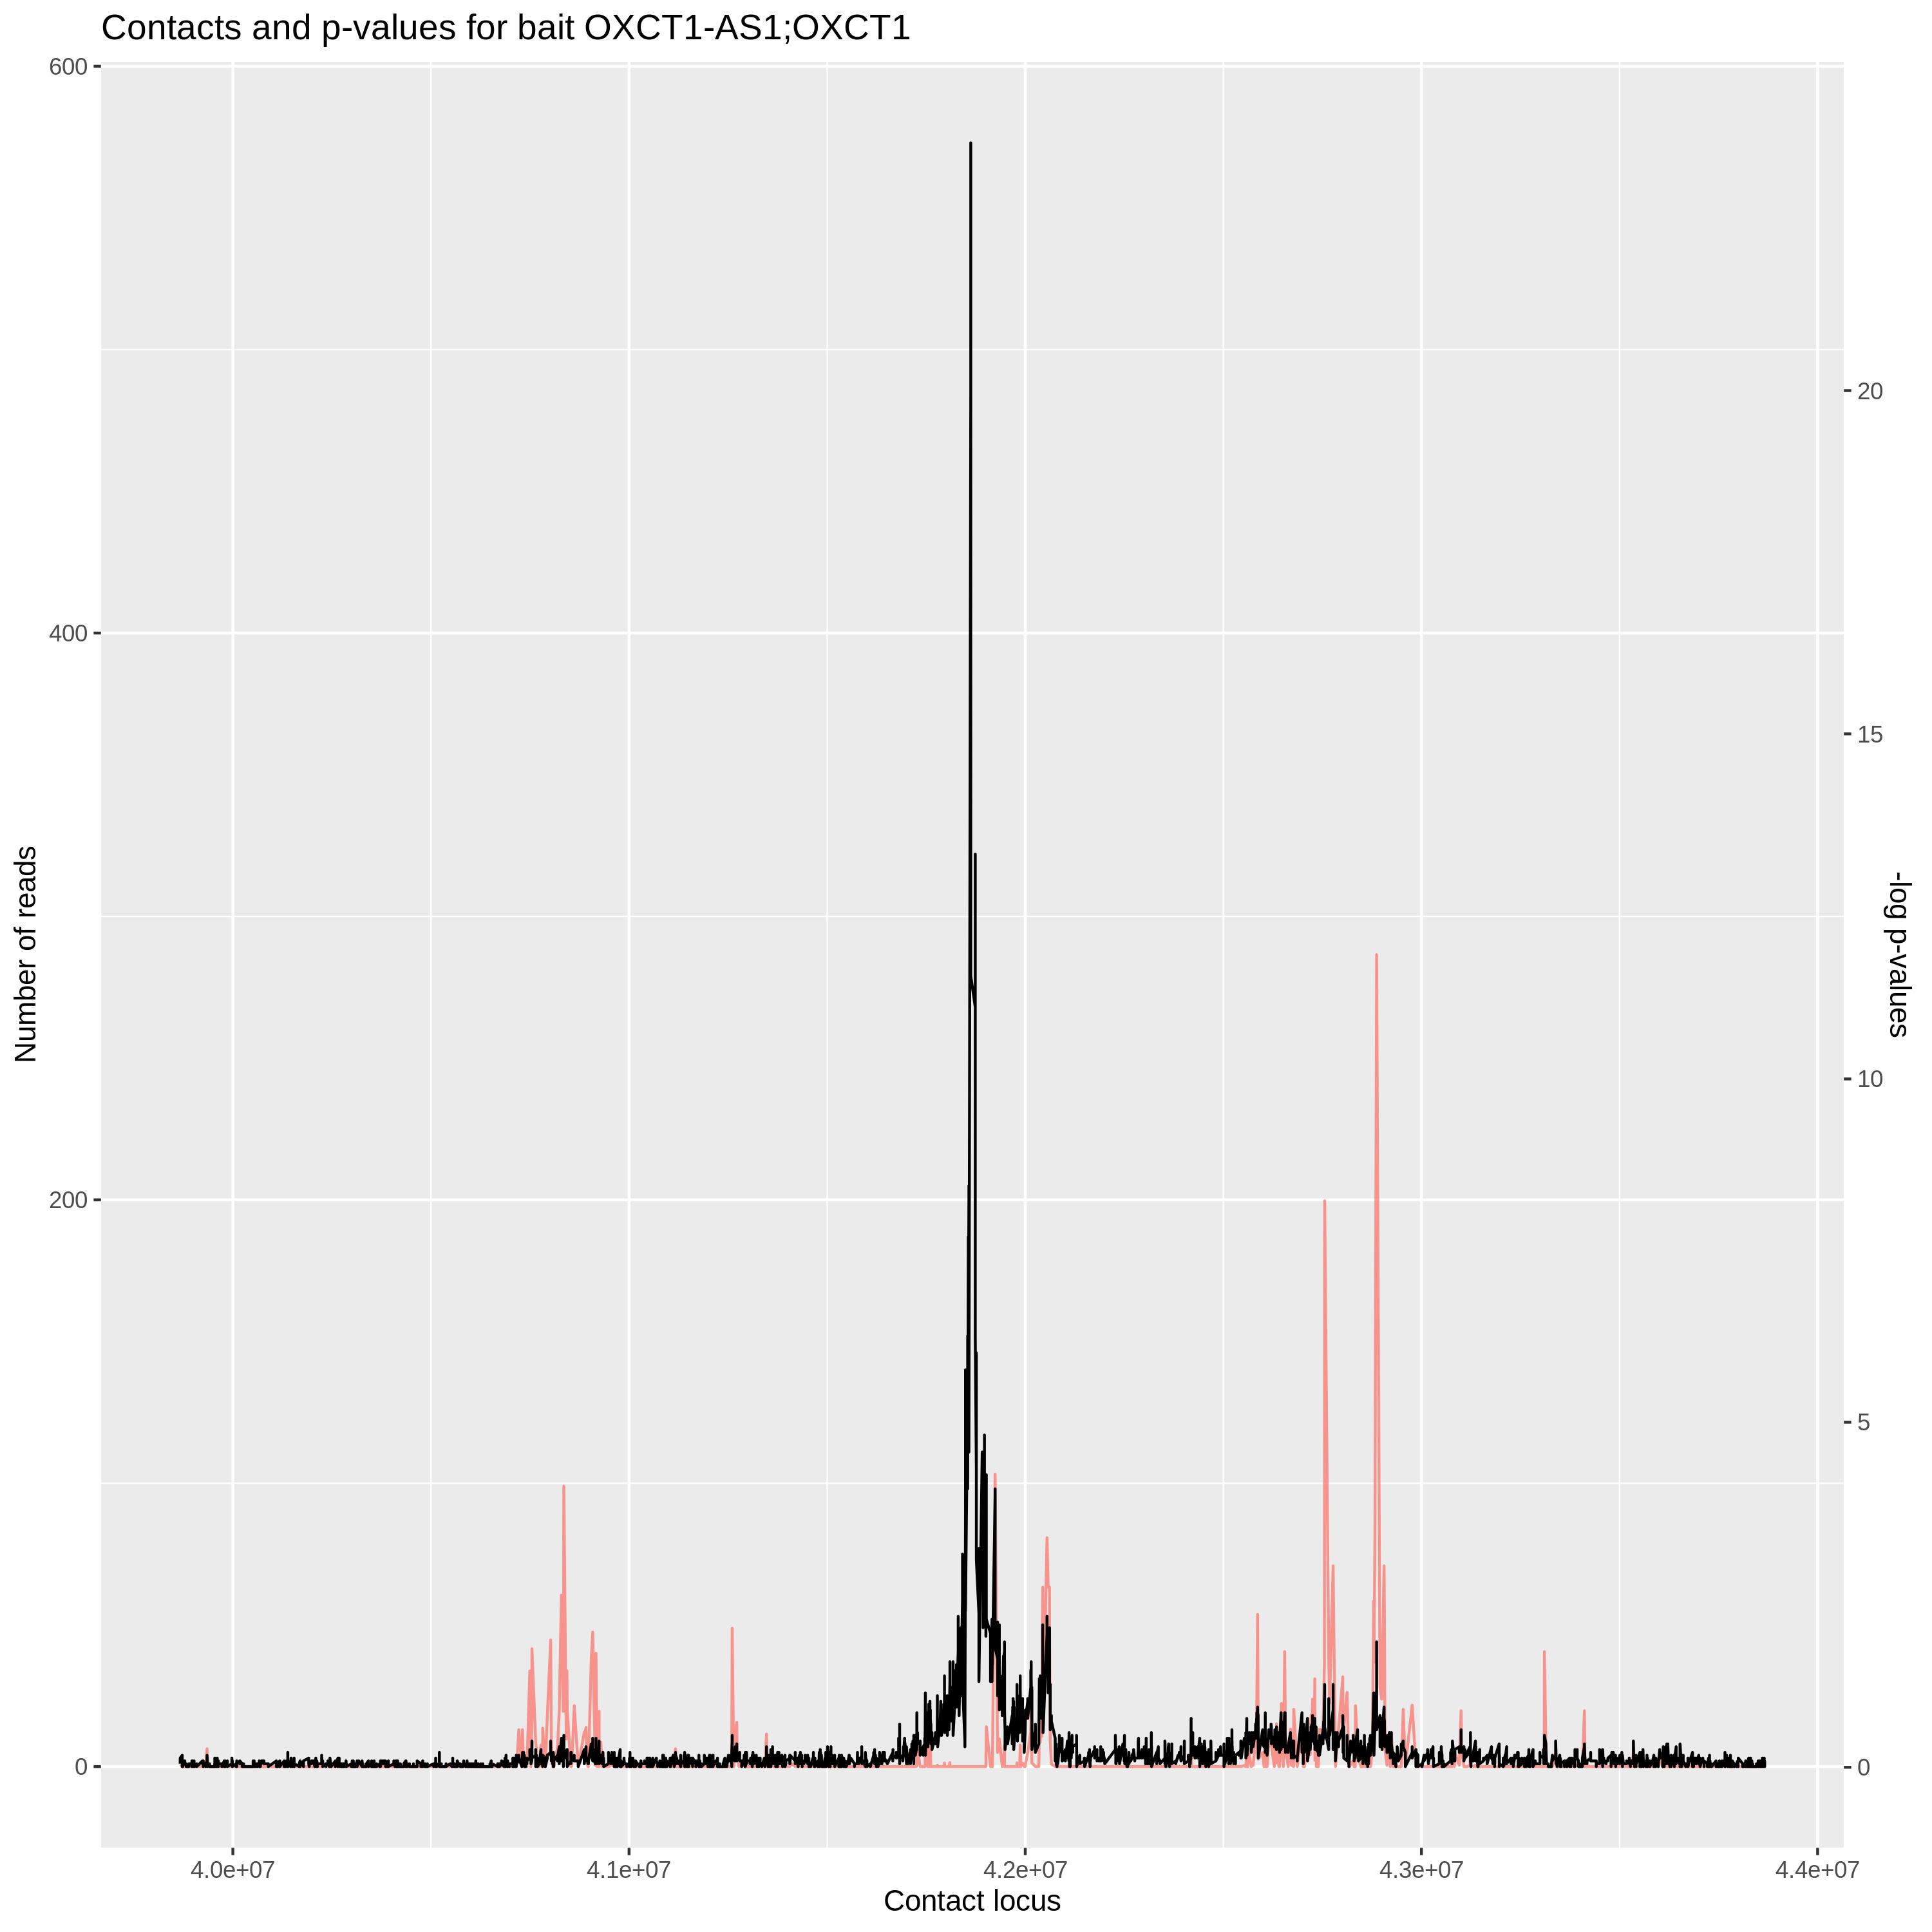 Contacts and p-values for bait OXCT1-AS1;OXCT1
600
400
200
0
Number of reads
20
15
10
5
0
-log p-values
4.0e+07 4.1e+07 4.2e+07 4.3e+07 4.4e+07
Contact locus